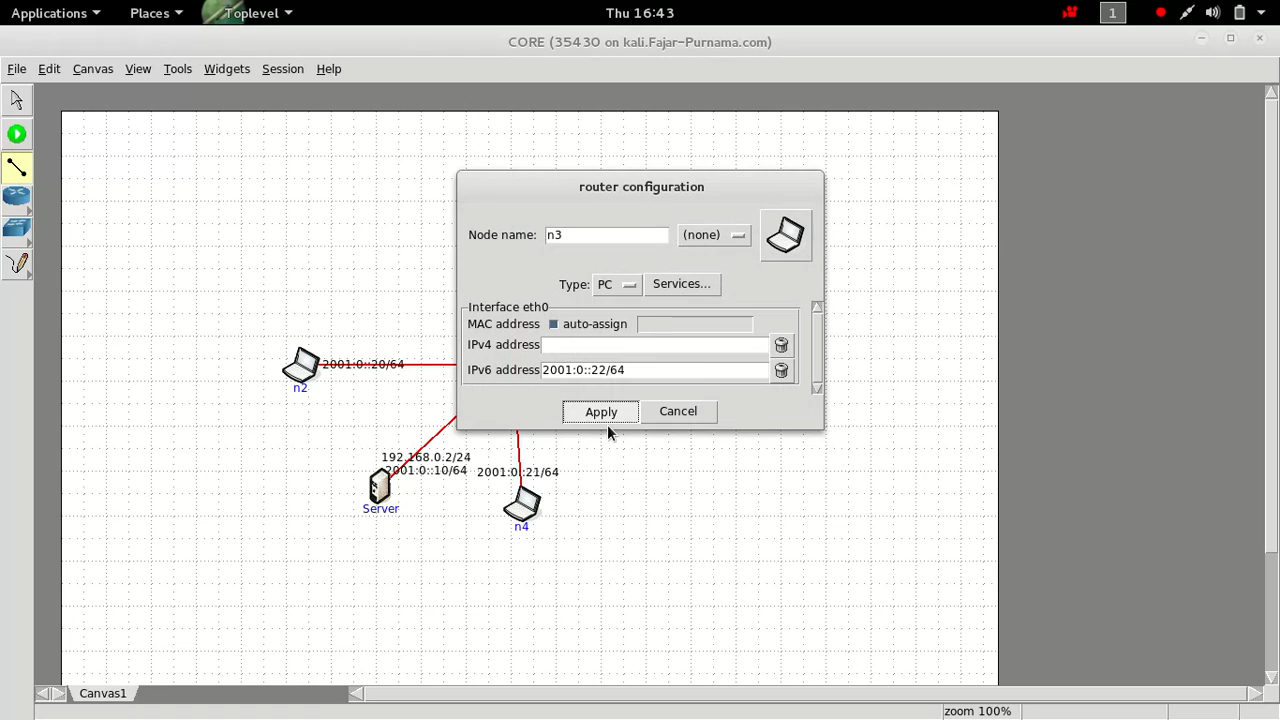 Applications Places Toplevel Thu 16:43 1
CORE (35430 on kali.Fajar-Purnama.com)
File Edit Canvas View Tools Widgets Session Help
router configuration
Node name: n3 (none)
Type: PC Services...
Interface eth0
MAC address auto-assign
IPv4 address
IPv6 address 2001:0::22/64
Apply Cancel
2001:0::20/64
n2
192.168.0.2/24
2001:0::10/64
Server
2001:0::21/64
n4
Canvas1
zoom 100%